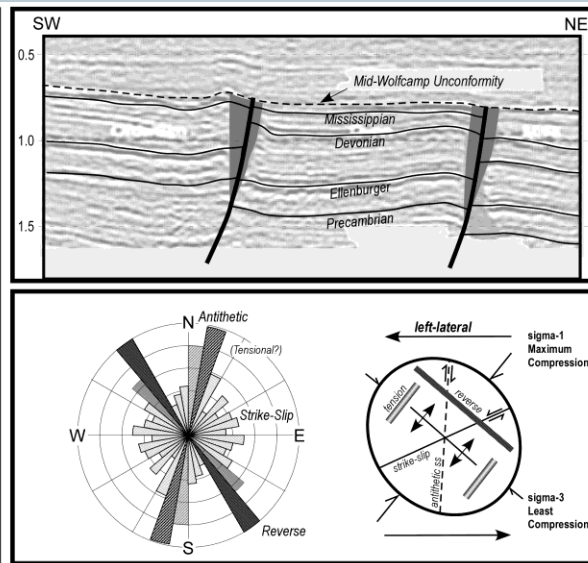 SW
NE
0.5
1.0
1.5
Mid-Wolfcamp Unconformity
Mississippian
Devonian
Ellenburger
Precambrian
N
Antithetic
(Tensional?)
Strike-Slip
W
E
S
Reverse
left-lateral
sigma-1
Maximum
Compression
tension
reverse
strike-slip
antithetic ss
sigma-3
Least
Compression